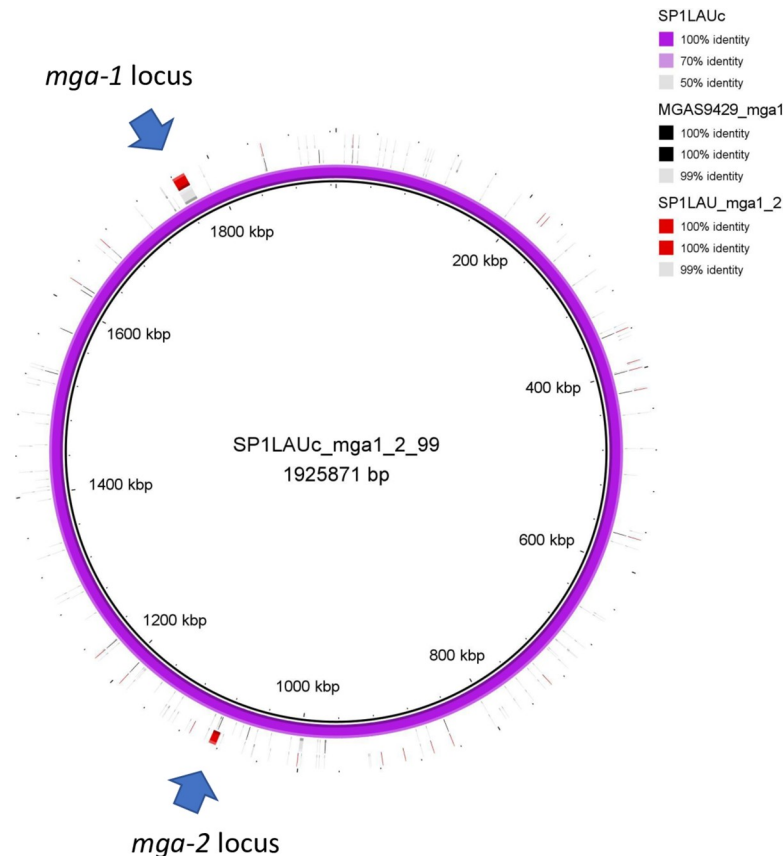 SP1LAUc
100% identity
70% identity
50% identity
MGAS9429_mga1
100% identity
100% identity
99% identity
SP1LAU_mga1_2
100% identity
100% identity
99% identity
mga-1 locus
1800 kbp
200 kbp
1600 kbp
400 kbp
SP1LAUc_mga1_2_99
1925871 bp
1400 kbp
600 kbp
1200 kbp
800 kbp
1000 kbp
mga-2 locus